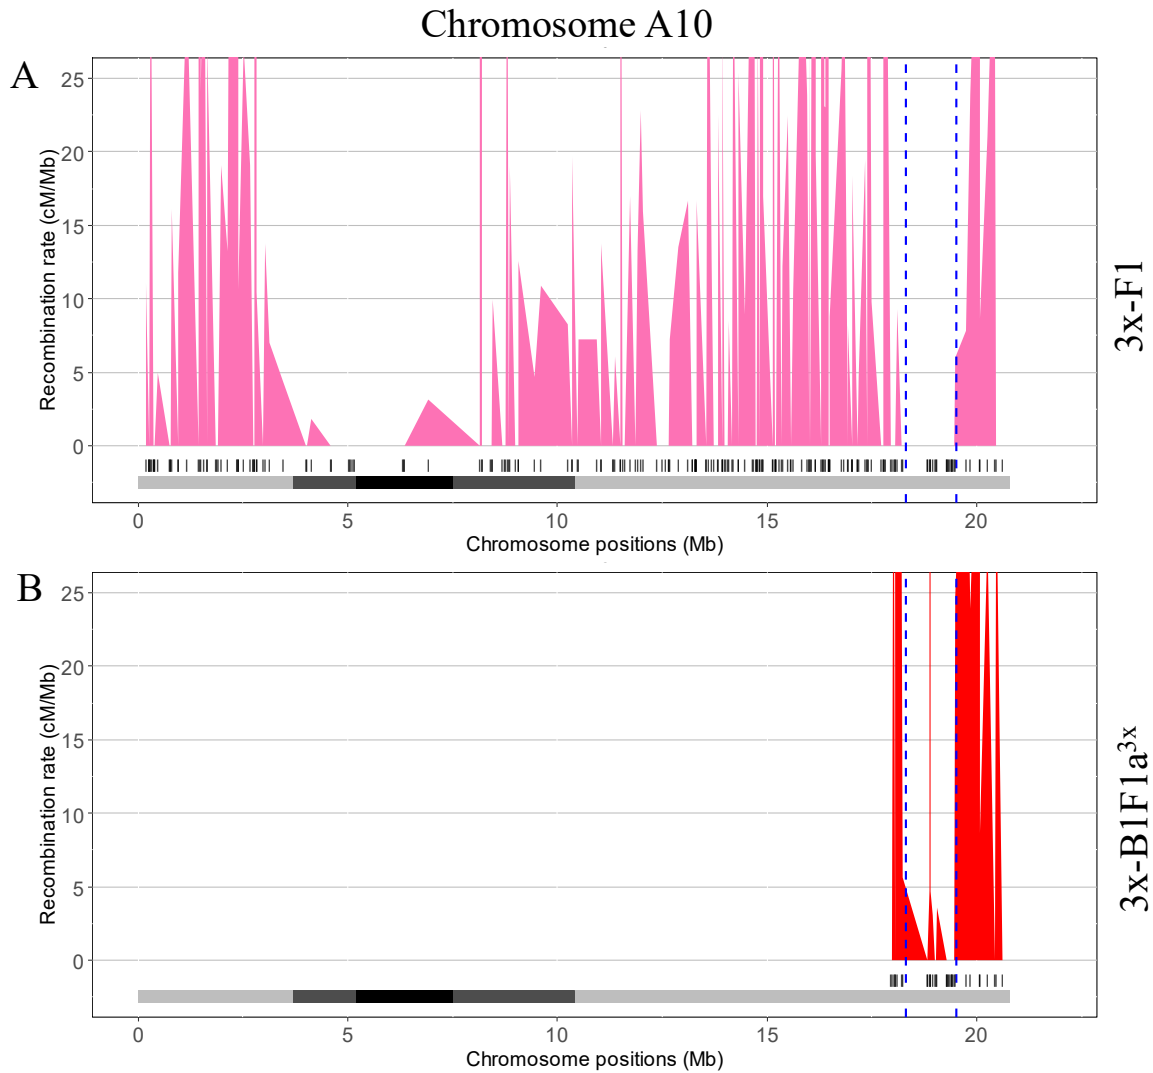 Chromosome A10
A
25
20
15
10
5
0
Recombination rate (cM/Mb)
3x-F1
0 5 10 15 20
Chromosome positions (Mb)
B
25
20
15
10
5
0
Recombination rate (cM/Mb)
3x-B1F1a³ˣ
0 5 10 15 20
Chromosome positions (Mb)